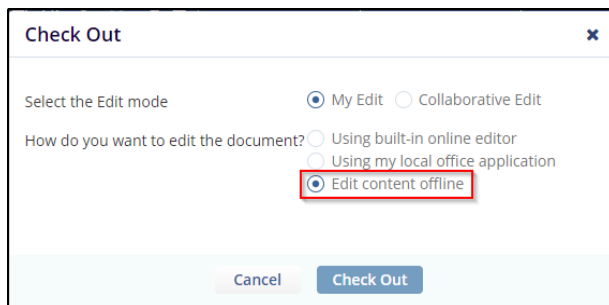 Check Out
Select the Edit mode My Edit Collaborative Edit
How do you want to edit the document? Using built-in online editor
Using my local office application
Edit content offline
Cancel Check Out